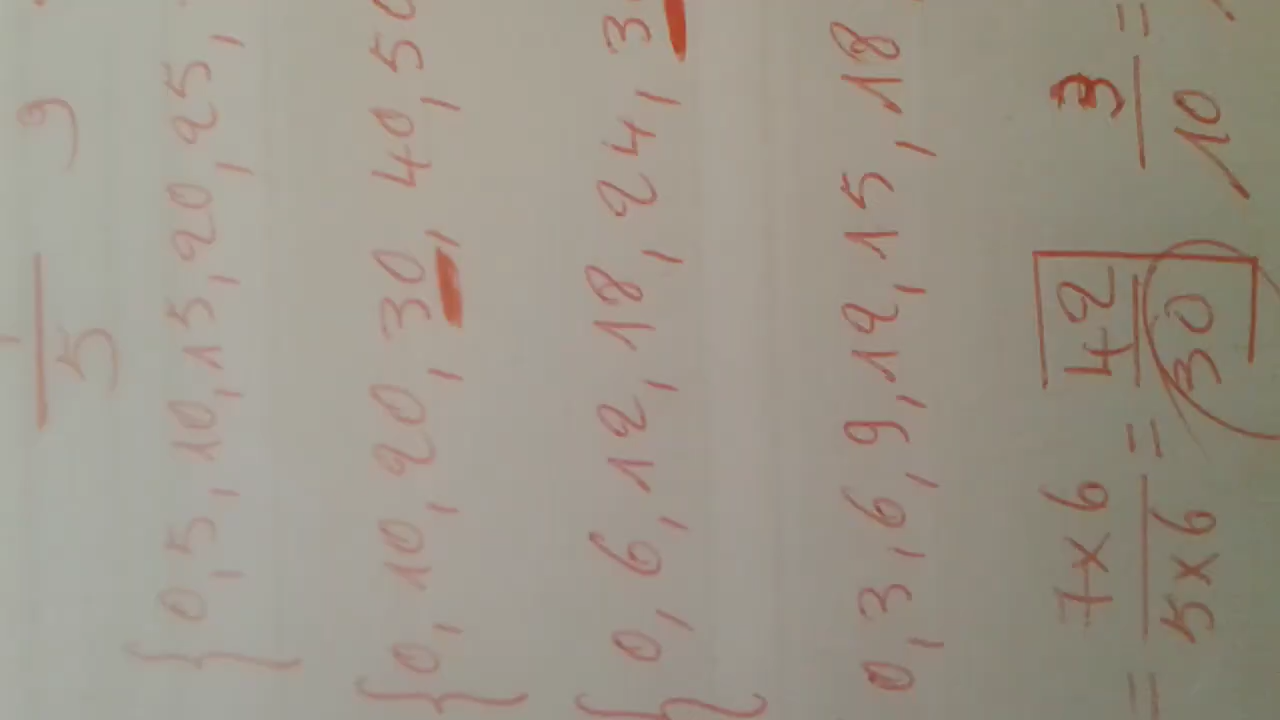 5 9
{0, 5, 10, 15, 20, 25,
{0, 10, 20, 30, 40, 50
{0, 6, 12, 18, 24, 3
0, 3, 6, 9, 12, 15, 18
= 7×6/5×6 = 42/30 3/10 =